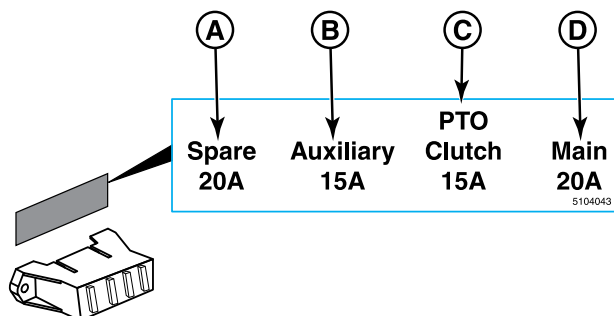 A B C D
PTO
Spare Auxiliary Clutch Main
20A 15A 15A 20A
5104043